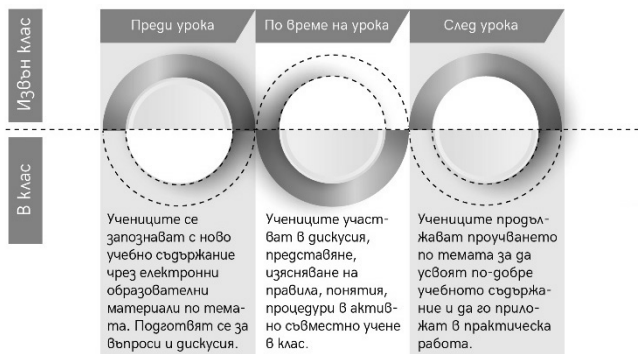 Преди урока
По време на урока
След урока
Извън клас
В клас
Учениците се
запознават с ново
учебно съдържание
чрез електронни
образователни
материали по тема-
та. Подготвят се за
въпроси и дискусия.
Учениците участ-
ват в дискусия,
представяне,
изясняване на
правила, понятия,
процедури в актив-
но съвместно учене
в клас.
Учениците продъл-
жават проучването
по темата за да
усвоят по-добре
учебното съдържа-
ние и да го прило-
жат в практическа
работа.